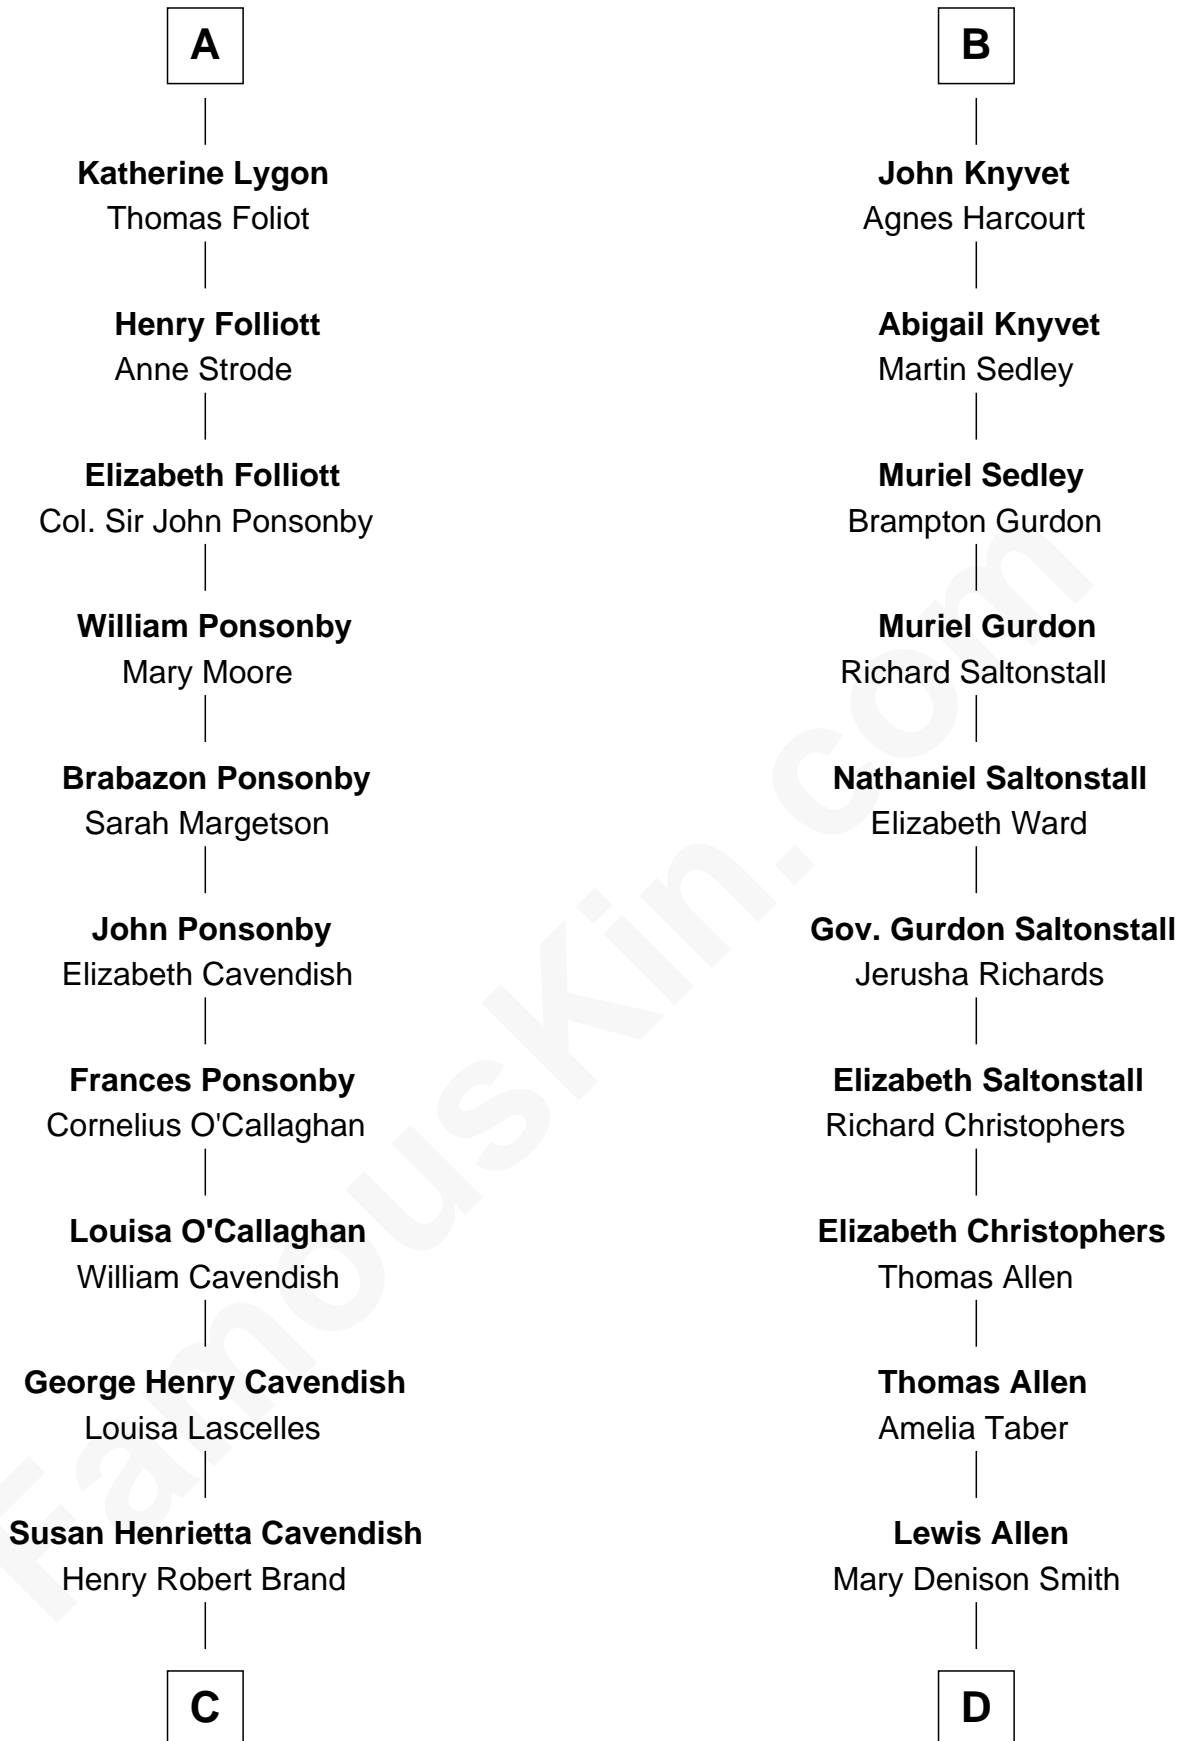 A
Katherine Lygon
Thomas Foliot
Henry Folliott
Anne Strode
Elizabeth Folliott
Col. Sir John Ponsonby
William Ponsonby
Mary Moore
Brabazon Ponsonby
Sarah Margetson
John Ponsonby
Elizabeth Cavendish
Frances Ponsonby
Cornelius O'Callaghan
Louisa O'Callaghan
William Cavendish
George Henry Cavendish
Louisa Lascelles
Susan Henrietta Cavendish
Henry Robert Brand
C
B
John Knyvet
Agnes Harcourt
Abigail Knyvet
Martin Sedley
Muriel Sedley
Brampton Gurdon
Muriel Gurdon
Richard Saltonstall
Nathaniel Saltonstall
Elizabeth Ward
Gov. Gurdon Saltonstall
Jerusha Richards
Elizabeth Saltonstall
Richard Christophers
Elizabeth Christophers
Thomas Allen
Thomas Allen
Amelia Taber
Lewis Allen
Mary Denison Smith
D
FamousKin.com